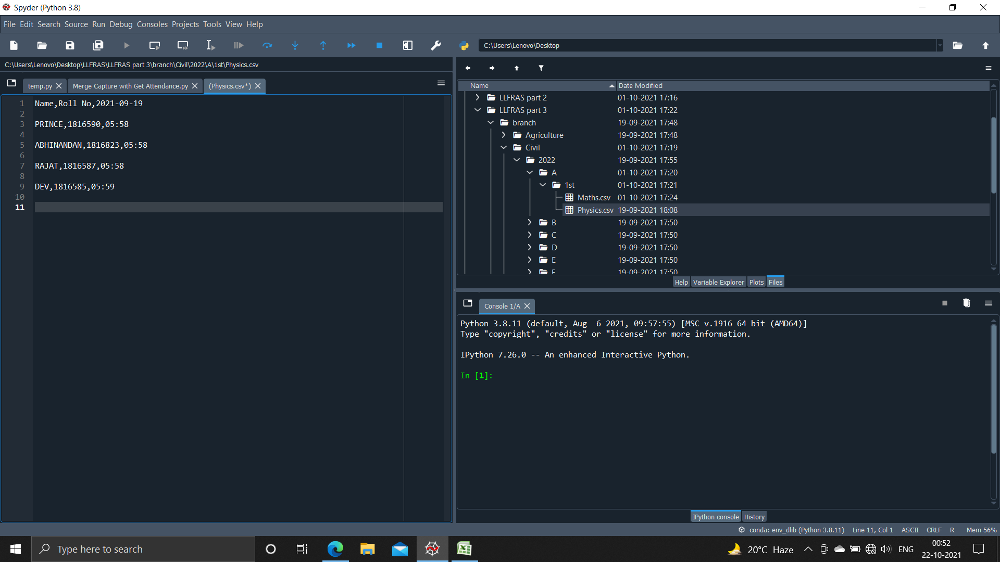 Spyder (Python 3.8)
File Edit Search Source Run Debug Consoles Projects Tools View Help
C:\Users\Lenovo\Desktop
C:\Users\Lenovo\Desktop\LLFRAS\LLFRAS part 3\branch\Civil\2022\A\1st\Physics.csv
temp.py
Merge Capture with Get Attendance.py
(Physics.csv*)
1 Name,Roll No,2021-09-19
2
3 PRINCE,1816590,05:58
4
5 ABHINANDAN,1816823,05:58
6
7 RAJAT,1816587,05:58
8
9 DEV,1816585,05:59
10
11
Name Date Modified
LLFRAS part 2 01-10-2021 17:16
LLFRAS part 3 01-10-2021 17:22
branch 19-09-2021 17:48
Agriculture 19-09-2021 17:48
Civil 01-10-2021 17:19
2022 19-09-2021 17:55
A 01-10-2021 17:20
1st 01-10-2021 17:21
Maths.csv 01-10-2021 17:24
Physics.csv 19-09-2021 18:08
B 19-09-2021 17:50
C 19-09-2021 17:50
D 19-09-2021 17:50
E 19-09-2021 17:50
19-09-2021 17:50
Help Variable Explorer Plots Files
Console 1/A
Python 3.8.11 (default, Aug  6 2021, 09:57:55) [MSC v.1916 64 bit (AMD64)]
Type "copyright", "credits" or "license" for more information.
IPython 7.26.0 -- An enhanced Interactive Python.
In [1]:
IPython console History
conda: env_dlib (Python 3.8.11) Line 11, Col 1 ASCII CRLF R Mem 56%
Type here to search
20°C Haze
ENG
00:52
22-10-2021